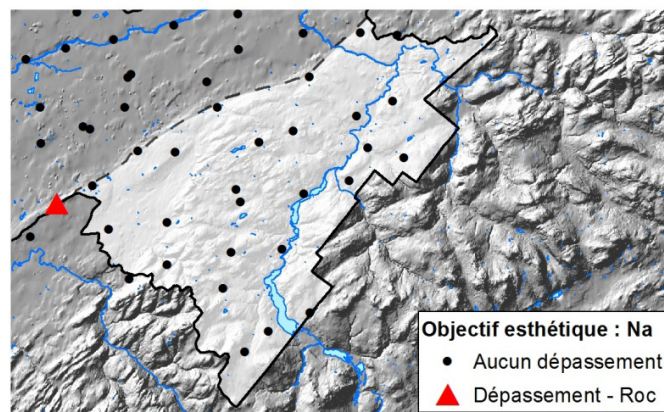 Objectif esthétique : Na
Aucun dépassement
Dépassement - Roc